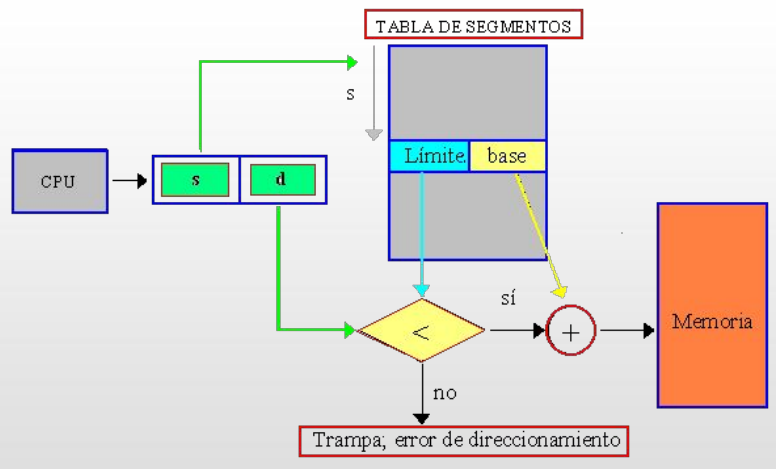 TABLA DE SEGMENTOS
s
Límite
base
CPU
s
d
sí
<
+
Memoria
no
Trampa; error de direccionamiento